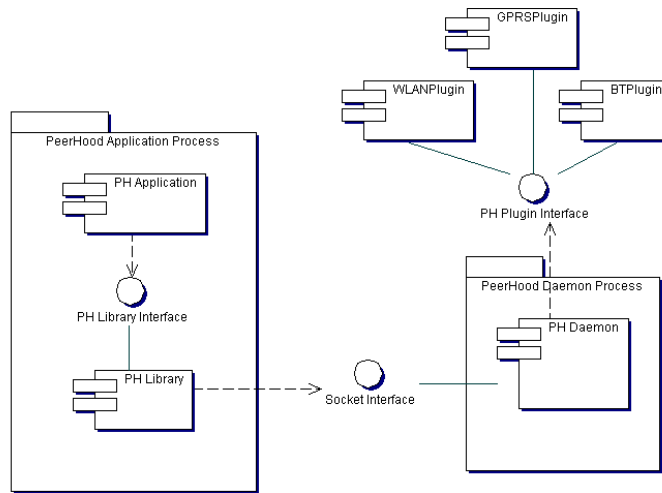 GPRSPlugin
WLANPlugin
BTPlugin
PeerHood Application Process
PH Application
PH Plugin Interface
PeerHood Daemon Process
PH Library Interface
PH Daemon
PH Library
Socket Interface